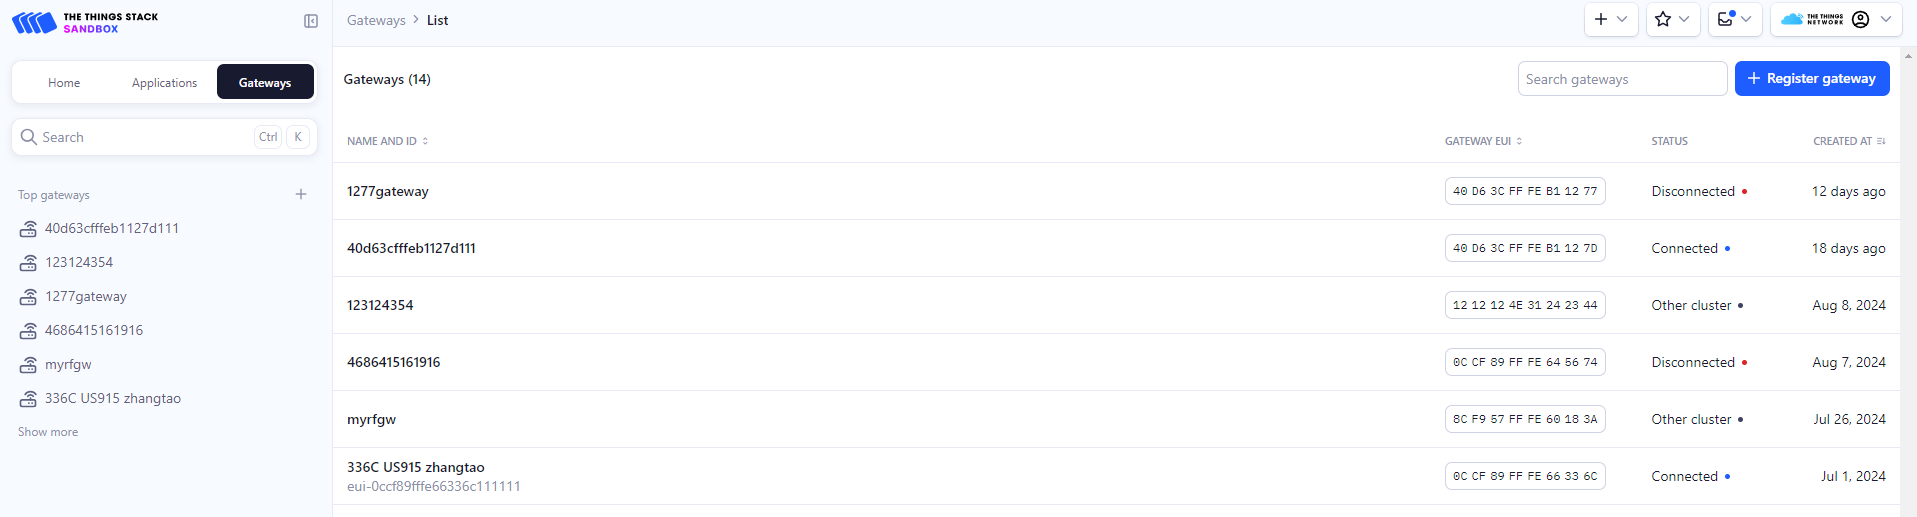 THE THINGS STACK
SANDBOX
Gateways > List
THE THINGS
NETWORK
Home Applications Gateways
Gateways (14)
Search gateways
+ Register gateway
Search Ctrl K
NAME AND ID GATEWAY EUI STATUS CREATED AT
Top gateways
40d63cfffeb1127d111
123124354
1277gateway
4686415161916
myrfgw
336C US915 zhangtao
Show more
1277gateway 40 D6 3C FF FE B1 12 77 Disconnected 12 days ago
40d63cfffeb1127d111 40 D6 3C FF FE B1 12 7D Connected 18 days ago
123124354 12 12 12 4E 31 24 23 44 Other cluster Aug 8, 2024
4686415161916 0C CF 89 FF FE 64 56 74 Disconnected Aug 7, 2024
myrfgw 8C F9 57 FF FE 60 18 3A Other cluster Jul 26, 2024
336C US915 zhangtao 0C CF 89 FF FE 66 33 6C Connected Jul 1, 2024
eui-0ccf89fffe66336c111111